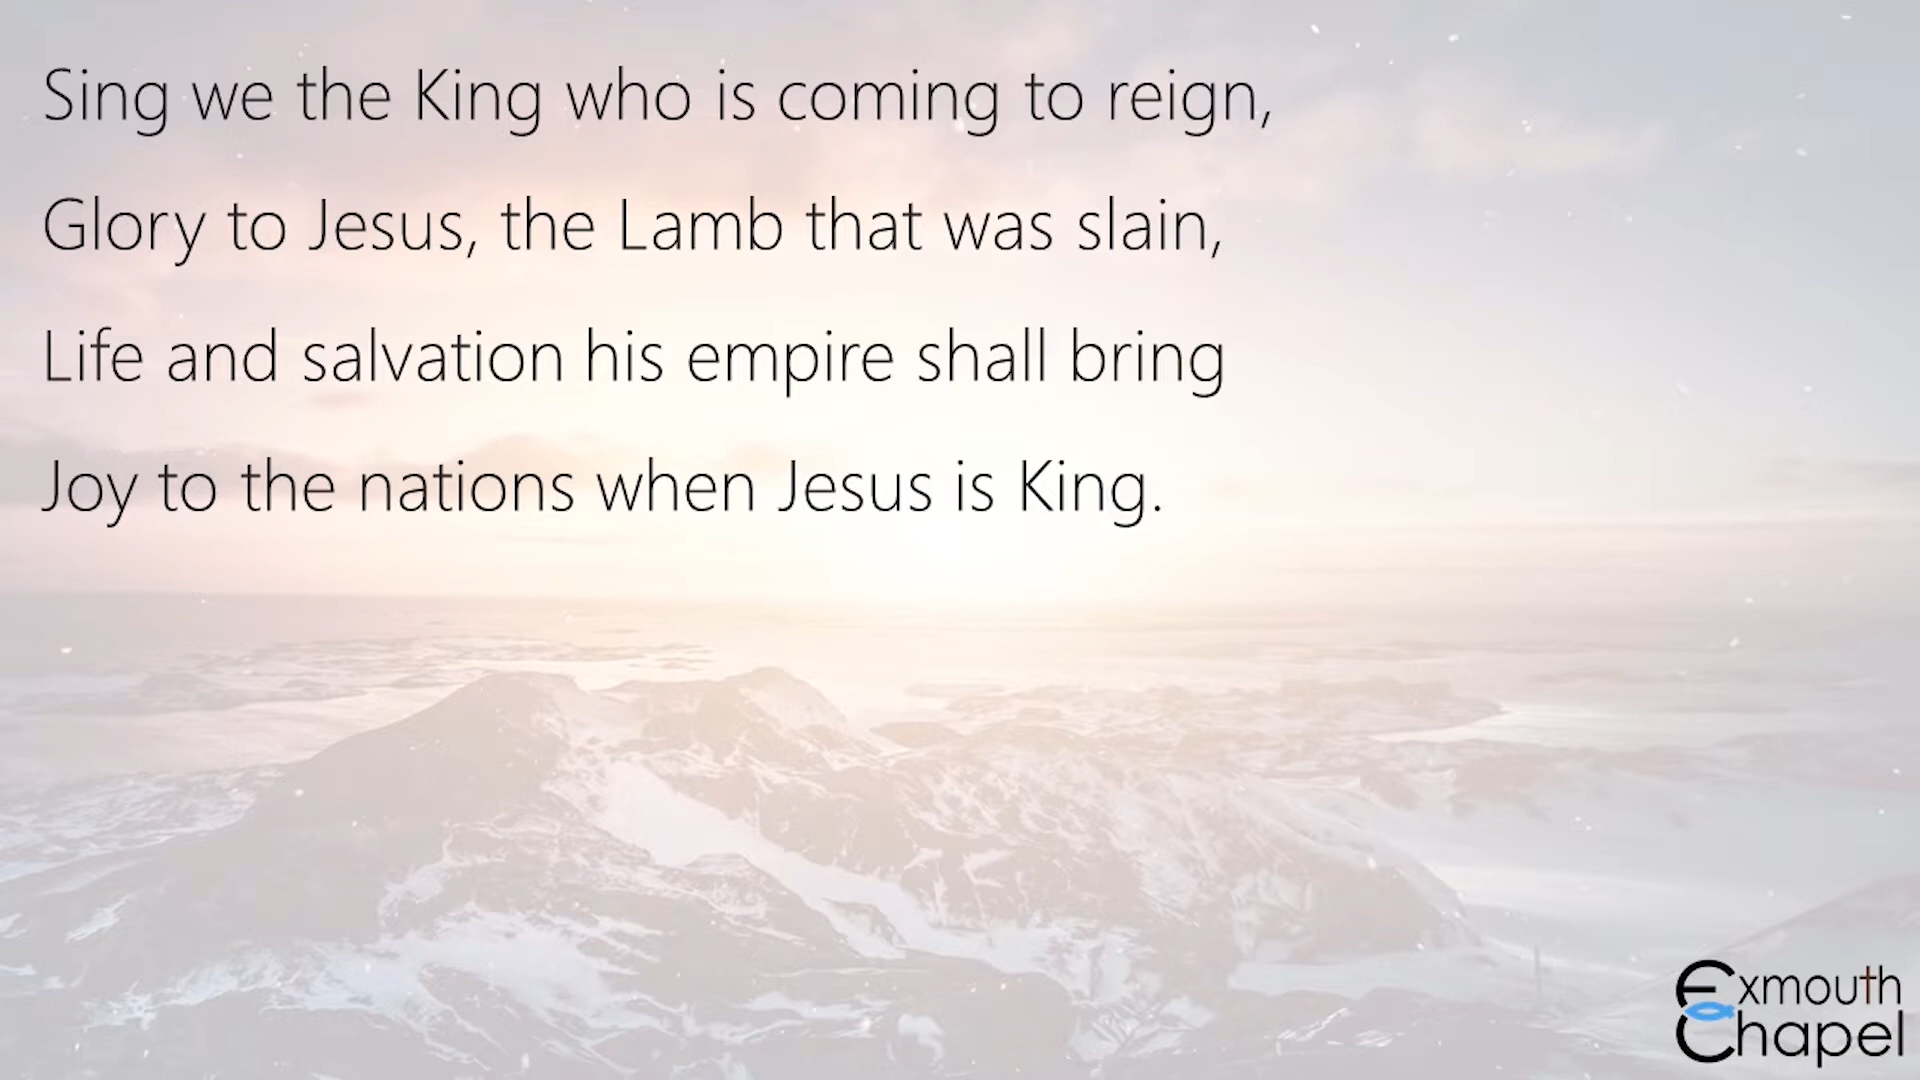 Sing we the King who is coming to reign,
Glory to Jesus, the Lamb that was slain,
Life and salvation his empire shall bring
Joy to the nations when Jesus is King.
Exmouth
Chapel